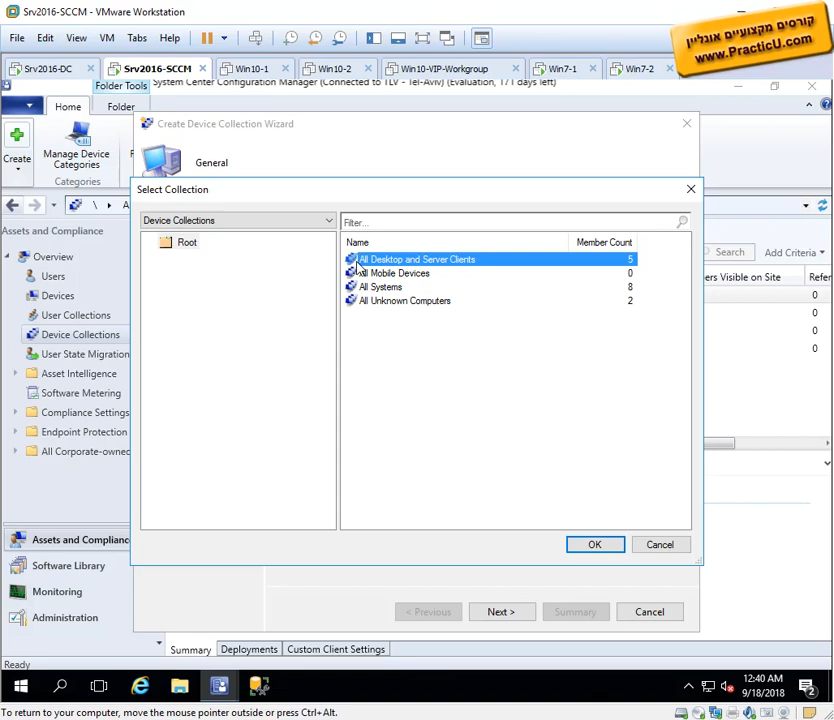 Srv2016-SCCM - VMware Workstation
קורסים מקצועיים אונליין
www.PractiCU.com
File Edit View VM Tabs Help
Srv2016-DC Srv2016-SCCM Win10-1 Win10-2 Win10-VIP-Workgroup Win7-1 Win7-2
Folder Tools System Center Configuration Manager (Connected to TLV - Tel-Aviv) (Evaluation, 171 days left)
Home Folder
Create Device Collection Wizard
Create
Manage Device
Categories
Categories
General
Select Collection
Assets and Compliance
Device Collections
Filter...
Root
Name Member Count
All Desktop and Server Clients 5
All Mobile Devices 0
All Systems 8
All Unknown Computers 2
Search Add Criteria
ers Visible on Site Refer
0
0
0
0
Overview
Users
Devices
User Collections
Device Collections
User State Migration
Asset Intelligence
Software Metering
Compliance Settings
Endpoint Protection
All Corporate-owned
OK Cancel
Assets and Compliance
Software Library
Monitoring
Administration
< Previous Next > Summary Cancel
Summary Deployments Custom Client Settings
Ready
12:40 AM
9/18/2018
2
To return to your computer, move the mouse pointer outside or press Ctrl+Alt.